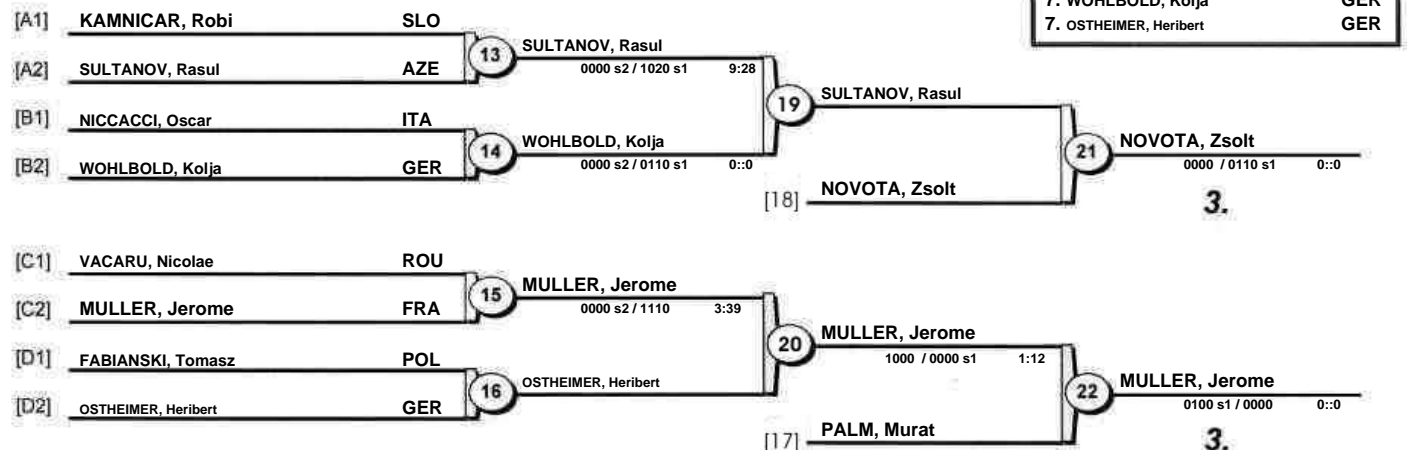 7. WOHLBOLD, Kolja GER
7. OSTHEIMER, Heribert GER
[A1] KAMNICAR, Robi SLO
13 SULTANOV, Rasul
0000 s2 / 1020 s1 9:28
[A2] SULTANOV, Rasul AZE
19 SULTANOV, Rasul
[B1] NICCACCI, Oscar ITA
14 WOHLBOLD, Kolja
0000 s2 / 0110 s1 0::0
[B2] WOHLBOLD, Kolja GER
21 NOVOTA, Zsolt
0000 / 0110 s1 0::0
[18] NOVOTA, Zsolt
3.
[C1] VACARU, Nicolae ROU
15 MULLER, Jerome
0000 s2 / 1110 3:39
[C2] MULLER, Jerome FRA
20 MULLER, Jerome
1000 / 0000 s1 1:12
[D1] FABIANSKI, Tomasz POL
16 OSTHEIMER, Heribert
[D2] OSTHEIMER, Heribert GER
22 MULLER, Jerome
0100 s1 / 0000 0::0
[17] PALM, Murat
3.